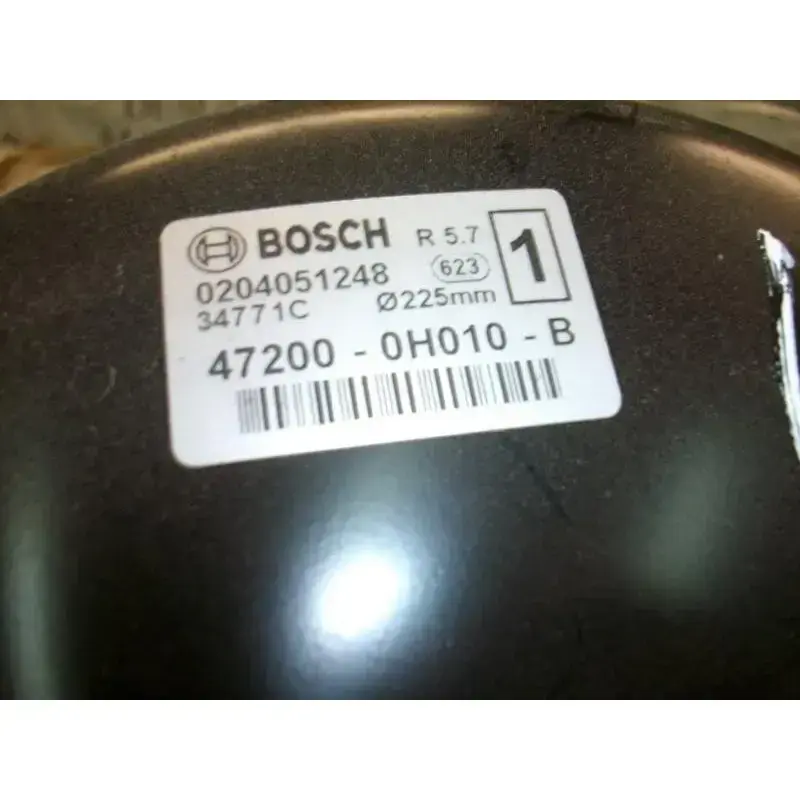 BOSCH R 5.7 1
0204051248 623
34771C Ø225mm
47200 - 0H010 - B